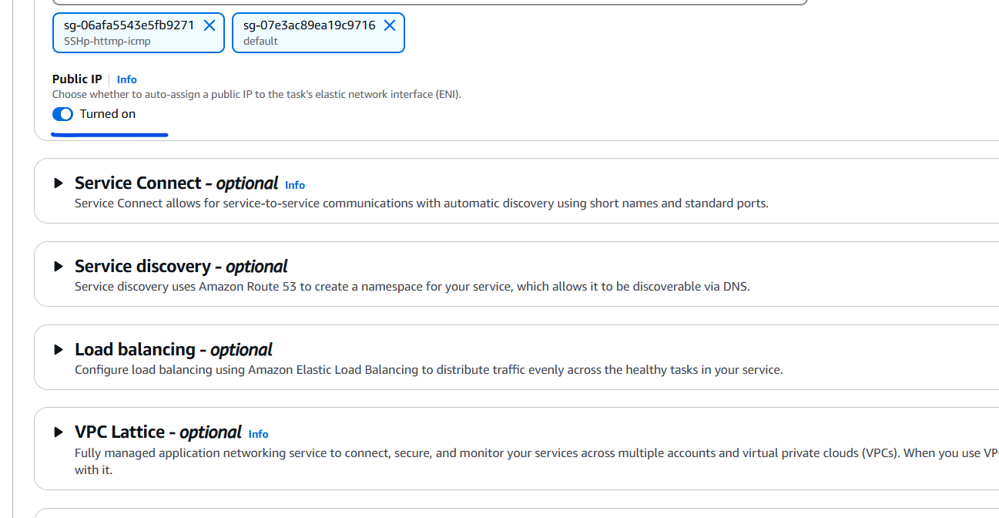 sg-06afa5543e5fb9271
SSHp-httmp-icmp
sg-07e3ac89ea19c9716
default
Public IP Info
Choose whether to auto-assign a public IP to the task's elastic network interface (ENI).
Turned on
Service Connect - optional Info
Service Connect allows for service-to-service communications with automatic discovery using short names and standard ports.
Service discovery - optional
Service discovery uses Amazon Route 53 to create a namespace for your service, which allows it to be discoverable via DNS.
Load balancing - optional
Configure load balancing using Amazon Elastic Load Balancing to distribute traffic evenly across the healthy tasks in your service.
VPC Lattice - optional Info
Fully managed application networking service to connect, secure, and monitor your services across multiple accounts and virtual private clouds (VPCs). When you use VPC
with it.